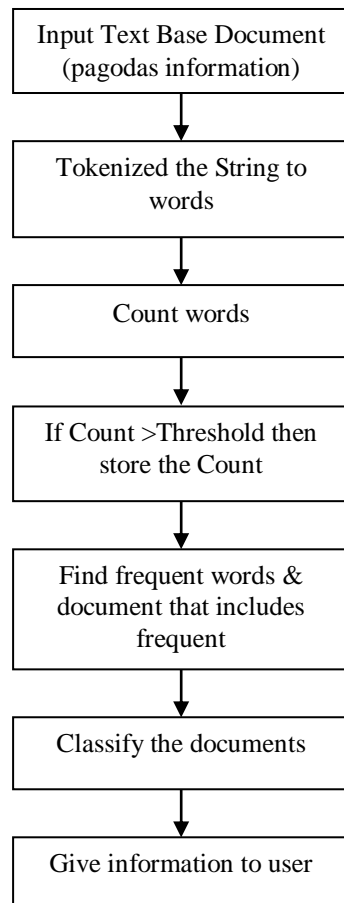 Input Text Base Document
(pagodas information)
Tokenized the String to
words
Count words
If Count >Threshold then
store the Count
Find frequent words &
document that includes
frequent
Classify the documents
Give information to user